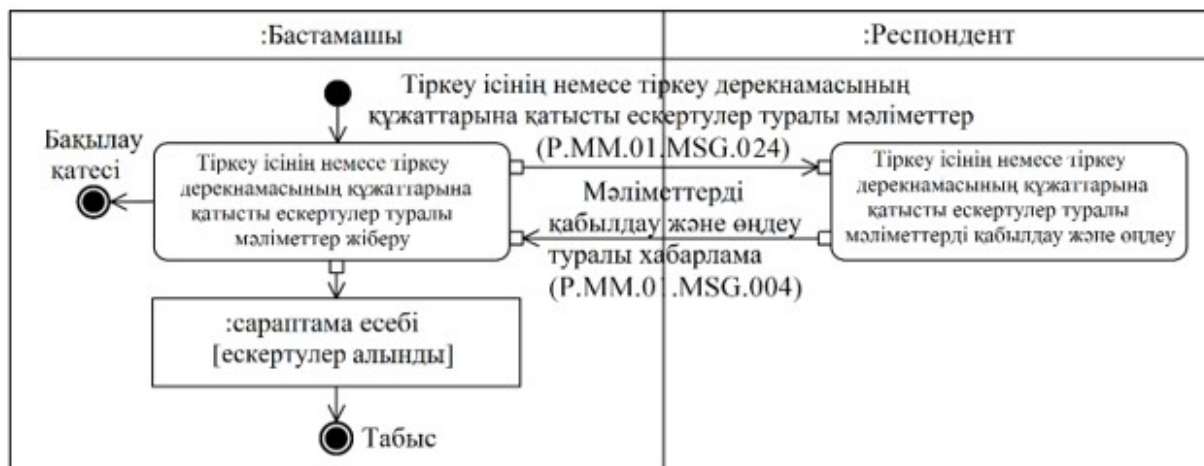 :Бастамашы
:Респондент
Тіркеу ісінің немесе тіркеу дерекнамасының
құжаттарына қатысты ескертулер туралы мәліметтер
(P.MM.01.MSG.024)
Бақылау
қатесі
Тіркеу ісінің немесе тіркеу
дерекнамасының құжаттарына
қатысты ескертулер туралы
мәліметтер жіберу
Мәліметтерді
қабылдау және өңдеу
туралы хабарлама
(P.MM.01.MSG.004)
Тіркеу ісінің немесе тіркеу
дерекнамасының құжаттарына
қатысты ескертулер туралы
мәліметтерді қабылдау және өңдеу
:сараптама есебі
[ескертулер алынды]
Табыс